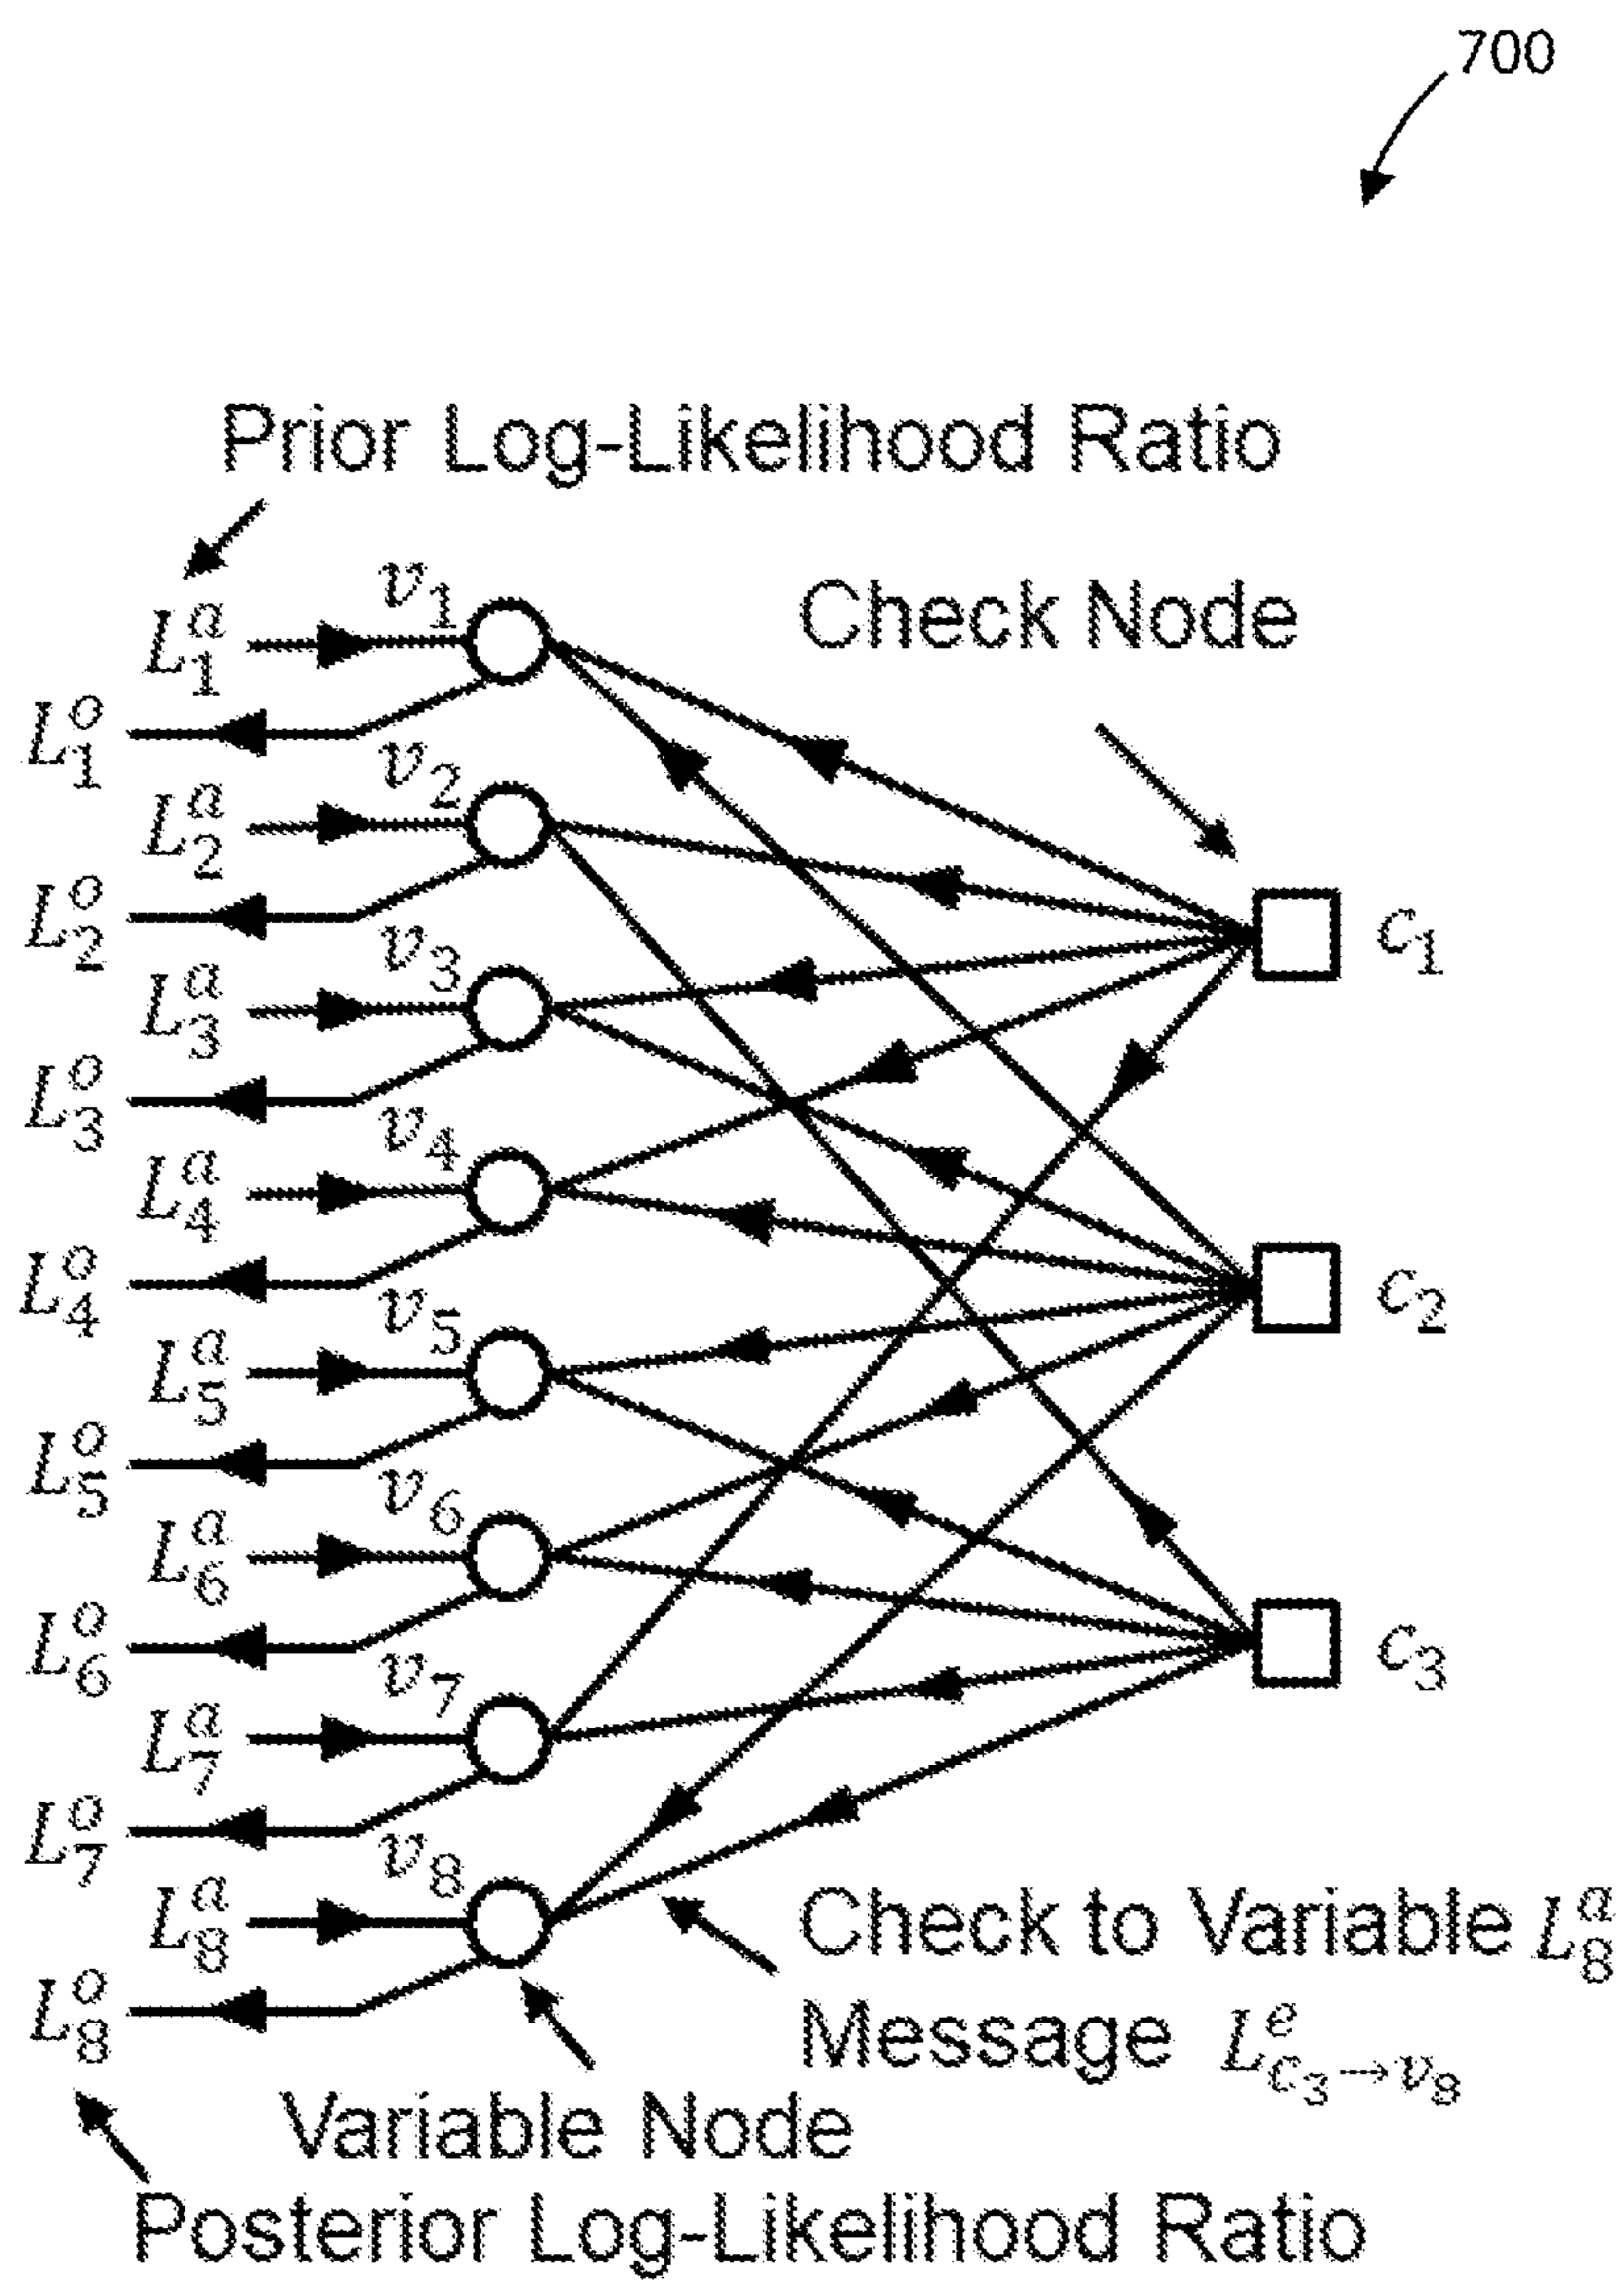 700
Prior Log-Likelihood Ratio
v₁
Check Node
L₁ᵃ
L₁ᵒ
v₂
L₂ᵃ
L₂ᵒ
c₁
v₃
L₃ᵃ
L₃ᵒ
v₄
L₄ᵃ
L₄ᵒ
c₂
v₅
L₅ᵃ
L₅ᵒ
v₆
L₆ᵃ
L₆ᵒ
c₃
v₇
L₇ᵃ
L₇ᵒ
v₈
L₈ᵃ
L₈ᵒ
Check to Variable L₈ᵃ
Message Lᵉ_c₃→v₈
Variable Node
Posterior Log-Likelihood Ratio